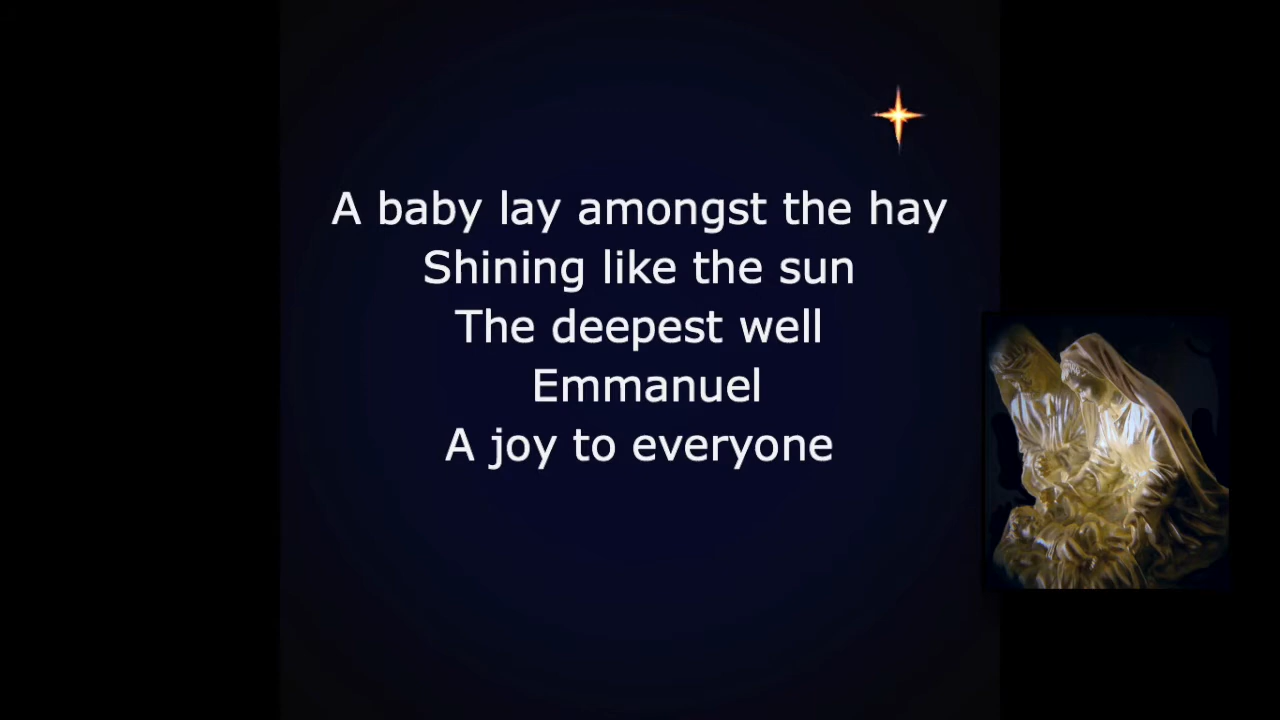 A baby lay amongst the hay
Shining like the sun
The deepest well
Emmanuel
A joy to everyone